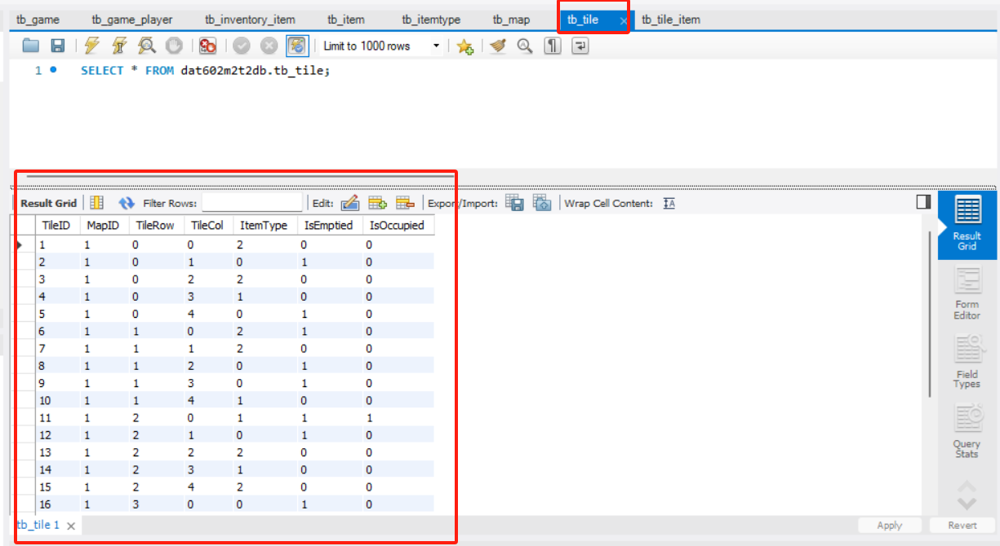 tb_game tb_game_player tb_inventory_item tb_item tb_itemtype tb_map tb_tile tb_tile_item
Limit to 1000 rows
1 SELECT * FROM dat602m2t2db.tb_tile;
Result Grid Filter Rows: Edit: Export/Import: Wrap Cell Content:
TileID MapID TileRow TileCol ItemType IsEmptied IsOccupied
1 1 0 0 2 0 0
2 1 0 1 0 1 0
3 1 0 2 2 0 0
4 1 0 3 1 0 0
5 1 0 4 0 1 0
6 1 1 0 2 1 0
7 1 1 1 2 0 0
8 1 1 2 0 1 0
9 1 1 3 0 1 0
10 1 1 4 1 0 0
11 1 2 0 1 1 1
12 1 2 1 0 1 0
13 1 2 2 2 0 0
14 1 2 3 1 0 0
15 1 2 4 2 0 0
16 1 3 0 0 1 0
Result
Grid
Form
Editor
Field
Types
Query
Stats
tb_tile 1
Apply Revert